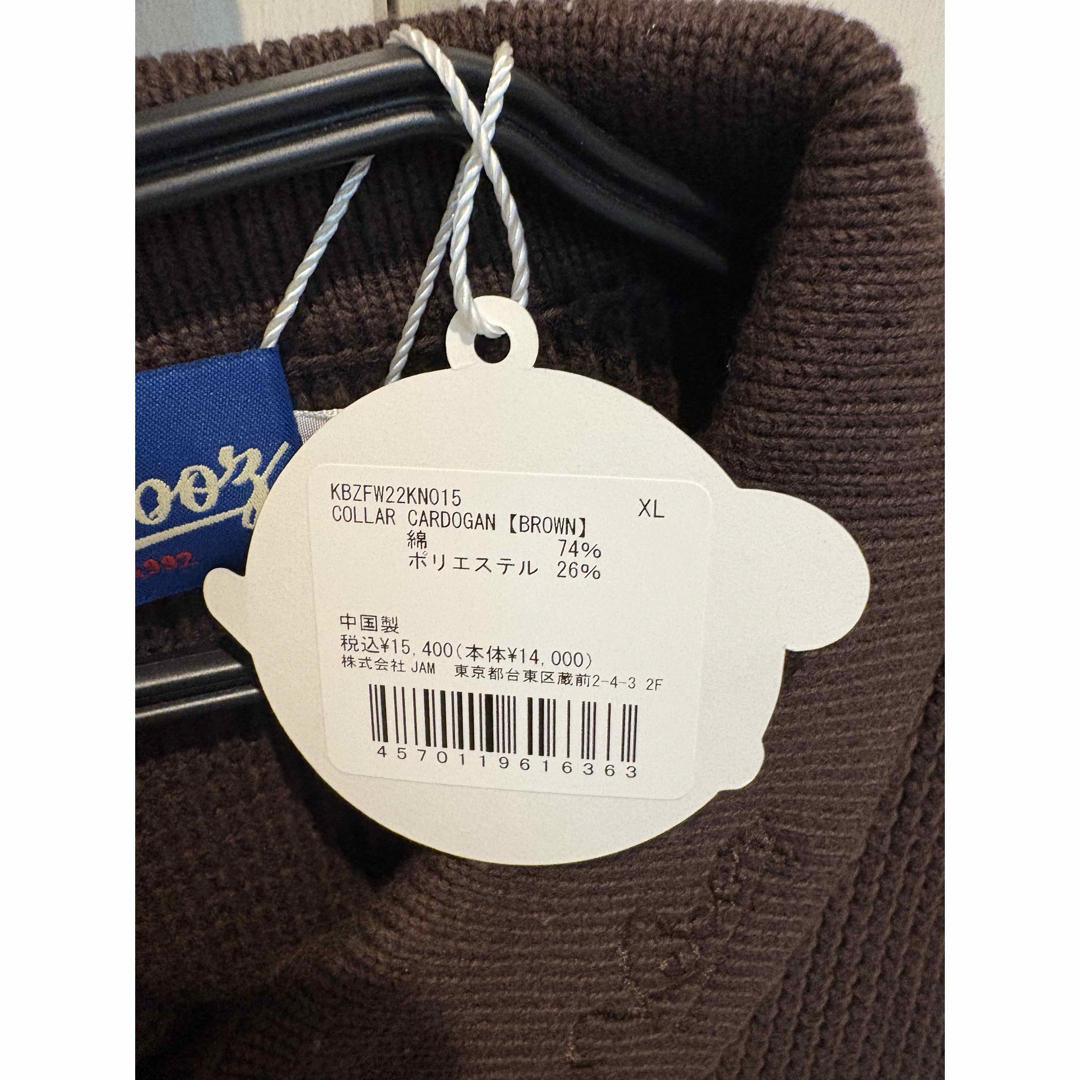 KBZFW22KN015
XL
COLLAR CARDOGAN【BROWN】
綿 74%
ポリエステル 26%
中国製
税込¥15,400(本体¥14,000)
株式会社JAM 東京都台東区蔵前2-4-3 2F
4570119616363
1992